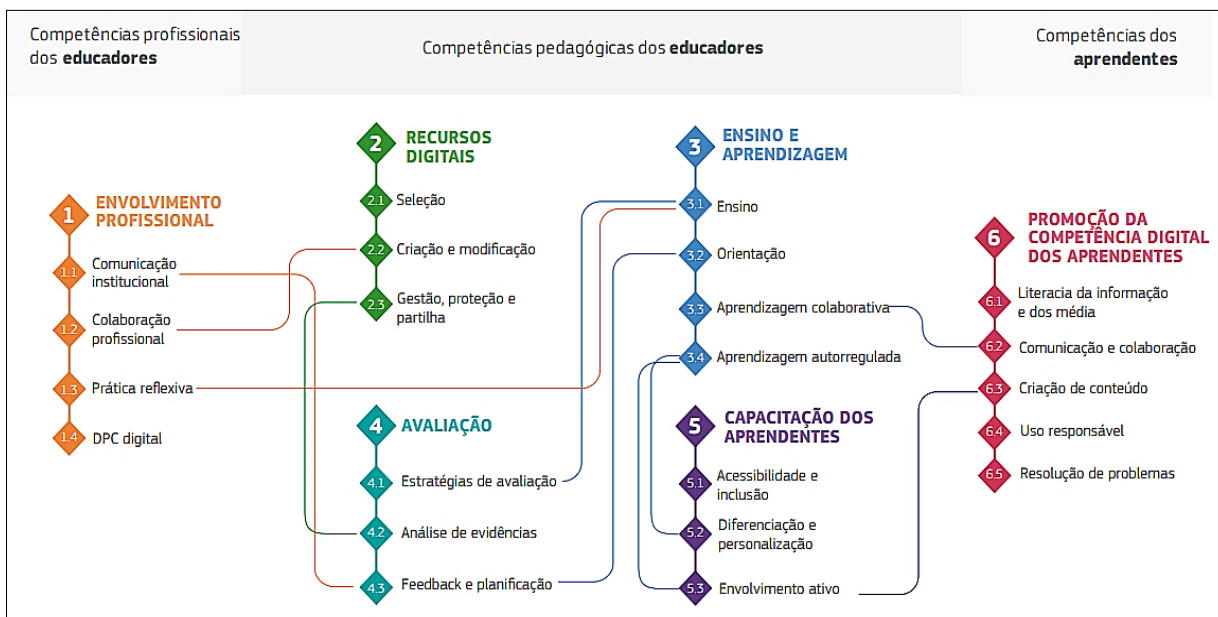 Competências profissionais
dos educadores
Competências pedagógicas dos educadores
Competências dos
aprendentes
1
ENVOLVIMENTO
PROFISSIONAL
1.1
Comunicação
institucional
1.2
Colaboração
profissional
1.3
Prática reflexiva
1.4
DPC digital
2
RECURSOS
DIGITAIS
2.1
Seleção
2.2
Criação e modificação
2.3
Gestão, proteção e
partilha
4
AVALIAÇÃO
4.1
Estratégias de avaliação
4.2
Análise de evidências
4.3
Feedback e planificação
3
ENSINO E
APRENDIZAGEM
3.1
Ensino
3.2
Orientação
3.3
Aprendizagem colaborativa
3.4
Aprendizagem autorregulada
5
CAPACITAÇÃO DOS
APRENDENTES
5.1
Acessibilidade e
inclusão
5.2
Diferenciação e
personalização
5.3
Envolvimento ativo
6
PROMOÇÃO DA
COMPETÊNCIA DIGITAL
DOS APRENDENTES
6.1
Literacia da informação
e dos média
6.2
Comunicação e colaboração
6.3
Criação de conteúdo
6.4
Uso responsável
6.5
Resolução de problemas